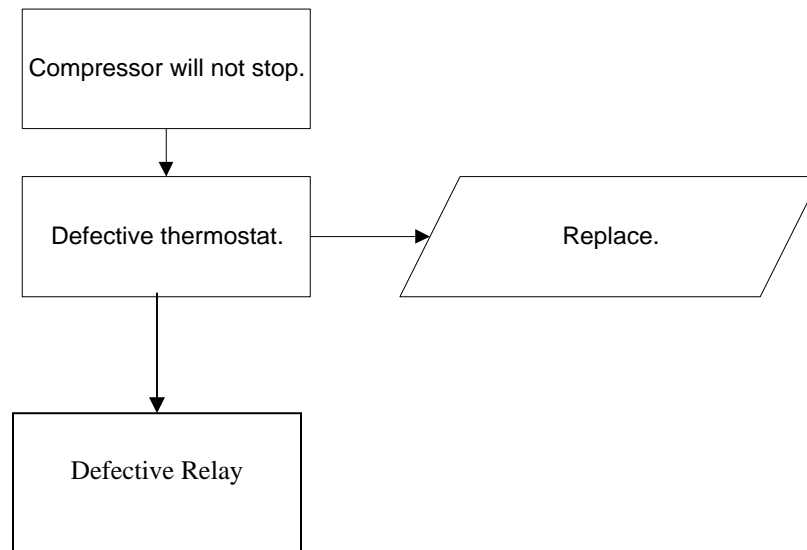 Compressor will not stop.
Defective thermostat.
Replace.
Defective Relay